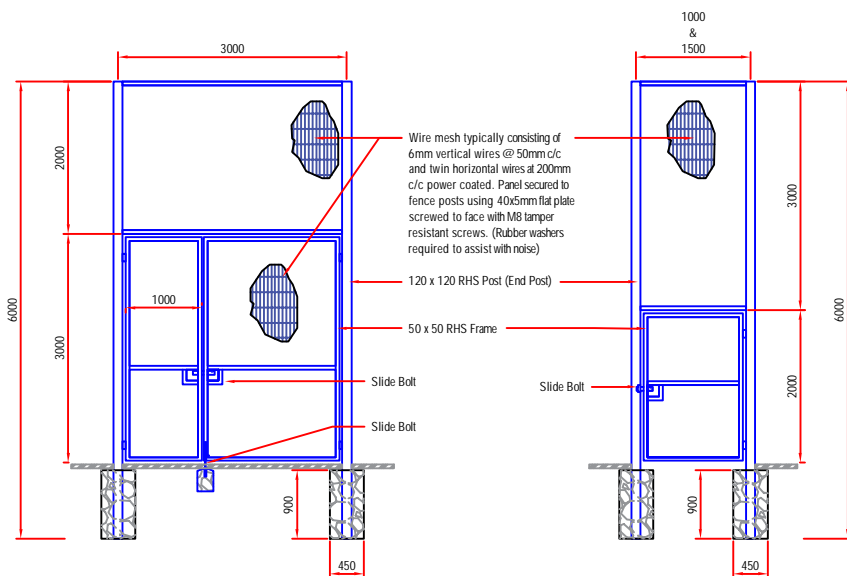 3000
1000
&
1500
2000
3000
6000
1000
Wire mesh typically consisting of
6mm vertical wires @ 50mm c/c
and twin horizontal wires at 200mm
c/c power coated. Panel secured to
fence posts using 40x5mm flat plate
screwed to face with M8 tamper
resistant screws. (Rubber washers
required to assist with noise)
120 x 120 RHS Post (End Post)
50 x 50 RHS Frame
Slide Bolt
Slide Bolt
900
450
Slide Bolt
3000
2000
6000
900
450